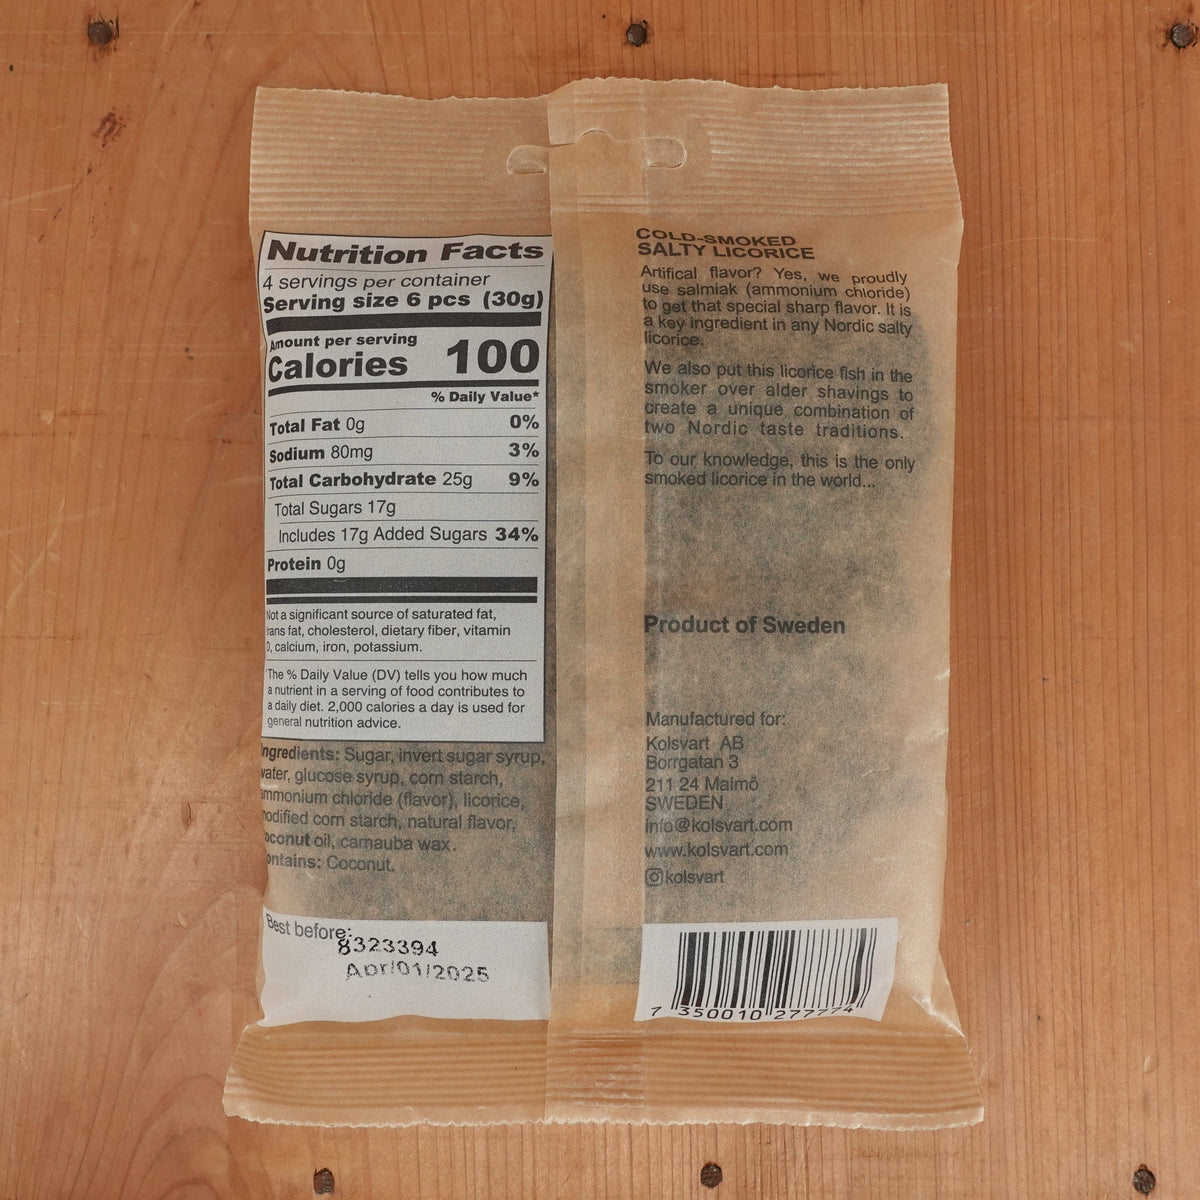 Nutrition Facts
4 servings per container
Serving size 6 pcs (30g)
Amount per serving
Calories 100
% Daily Value*
Total Fat 0g 0%
Sodium 80mg 3%
Total Carbohydrate 25g 9%
Total Sugars 17g
Includes 17g Added Sugars 34%
Protein 0g
Not a significant source of saturated fat,
trans fat, cholesterol, dietary fiber, vitamin
D, calcium, iron, potassium.
*The % Daily Value (DV) tells you how much
a nutrient in a serving of food contributes to
a daily diet. 2,000 calories a day is used for
general nutrition advice.
Ingredients: Sugar, invert sugar syrup,
water, glucose syrup, corn starch,
ammonium chloride (flavor), licorice,
modified corn starch, natural flavor,
coconut oil, carnauba wax.
Contains: Coconut.
Best before:
8323394
Apr/01/2025
COLD-SMOKED
SALTY LICORICE
Artifical flavor? Yes, we proudly
use salmiak (ammonium chloride)
to get that special sharp flavor. It is
a key ingredient in any Nordic salty
licorice.
We also put this licorice fish in the
smoker over alder shavings to
create a unique combination of
two Nordic taste traditions.
To our knowledge, this is the only
smoked licorice in the world...
Product of Sweden
Manufactured for:
Kolsvart AB
Borrgatan 3
211 24 Malmö
SWEDEN
info@kolsvart.com
www.kolsvart.com
kolsvart
7 350010 277774